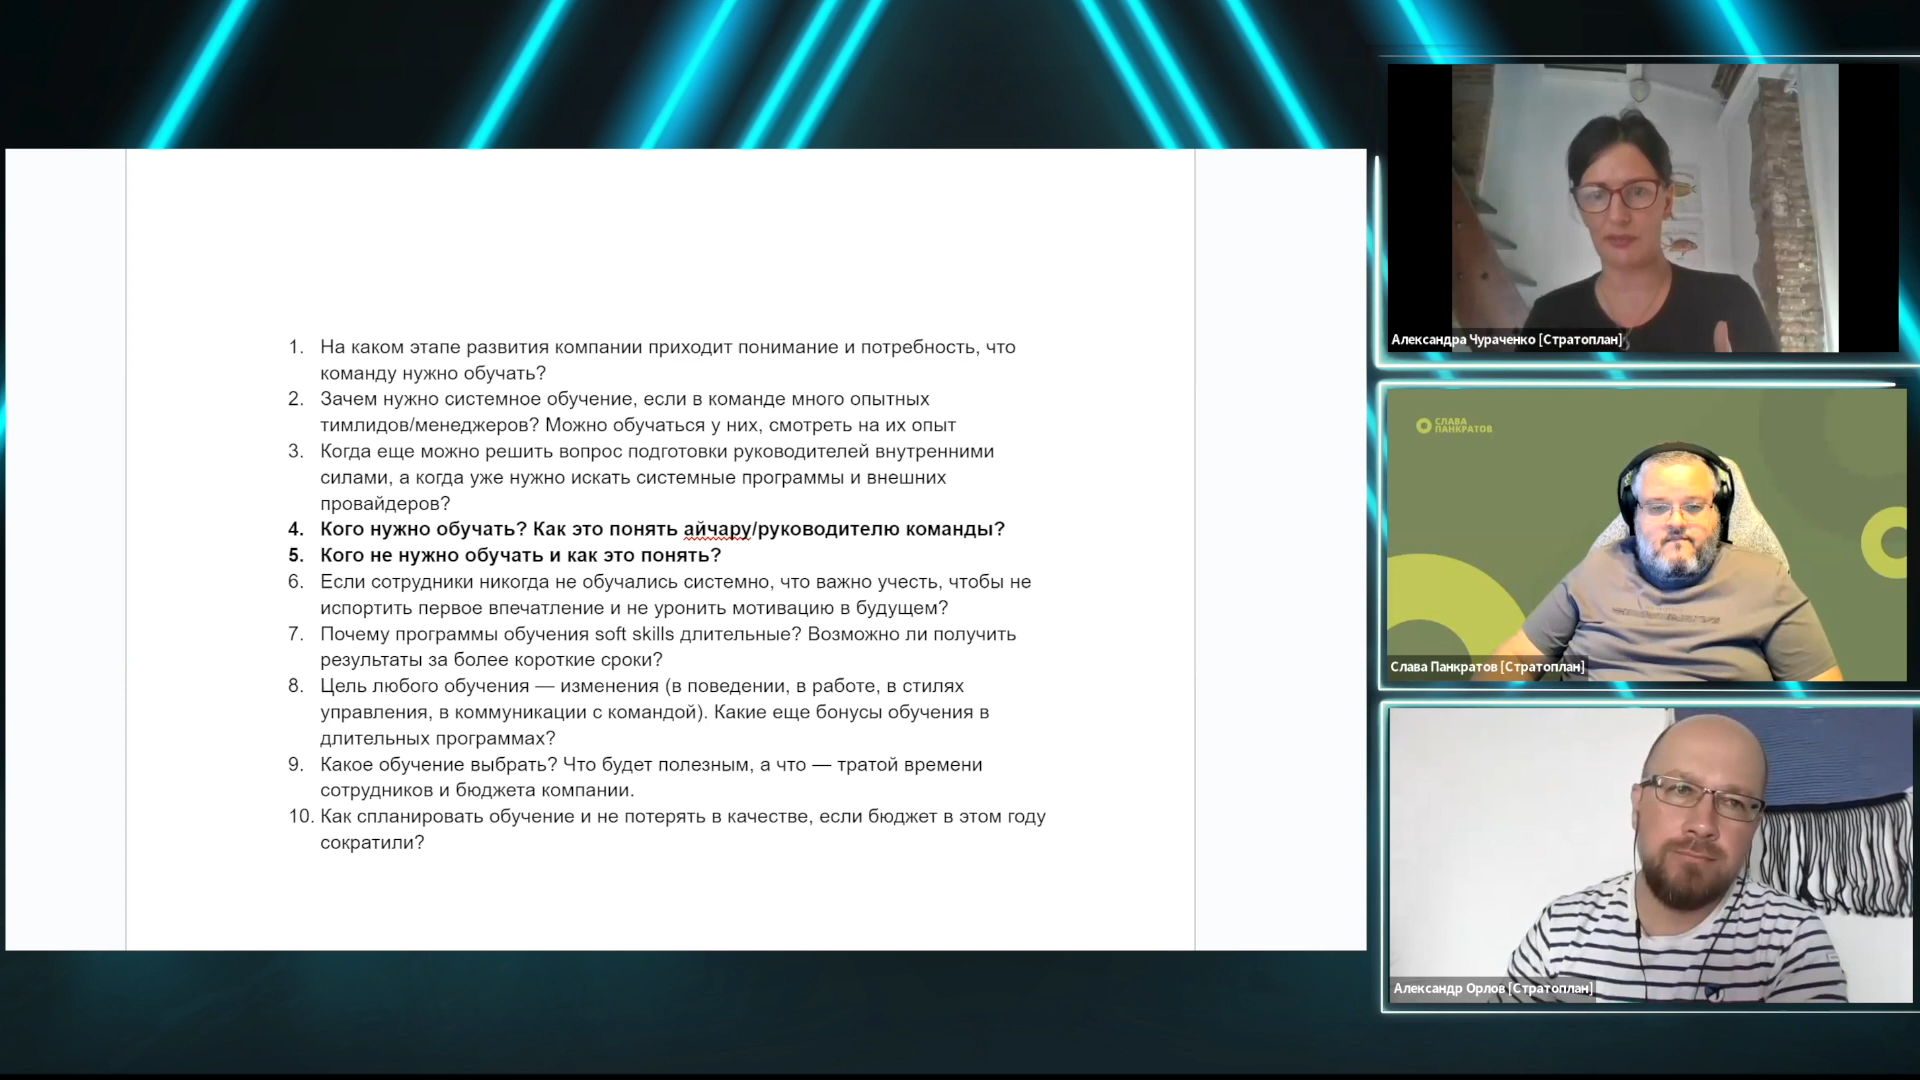 1. На каком этапе развития компании приходит понимание и потребность, что
команду нужно обучать?
2. Зачем нужно системное обучение, если в команде много опытных
тимлидов/менеджеров? Можно обучаться у них, смотреть на их опыт
3. Когда еще можно решить вопрос подготовки руководителей внутренними
силами, а когда уже нужно искать системные программы и внешних
провайдеров?
4. Кого нужно обучать? Как это понять айчару/руководителю команды?
5. Кого не нужно обучать и как это понять?
6. Если сотрудники никогда не обучались системно, что важно учесть, чтобы не
испортить первое впечатление и не уронить мотивацию в будущем?
7. Почему программы обучения soft skills длительные? Возможно ли получить
результаты за более короткие сроки?
8. Цель любого обучения — изменения (в поведении, в работе, в стилях
управления, в коммуникации с командой). Какие еще бонусы обучения в
длительных программах?
9. Какое обучение выбрать? Что будет полезным, а что — тратой времени
сотрудников и бюджета компании.
10. Как спланировать обучение и не потерять в качестве, если бюджет в этом году
сократили?
Александра Чураченко [Стратоплан]
СЛАВА
ПАНКРАТОВ
Слава Панкратов [Стратоплан]
Александр Орлов [Стратоплан]